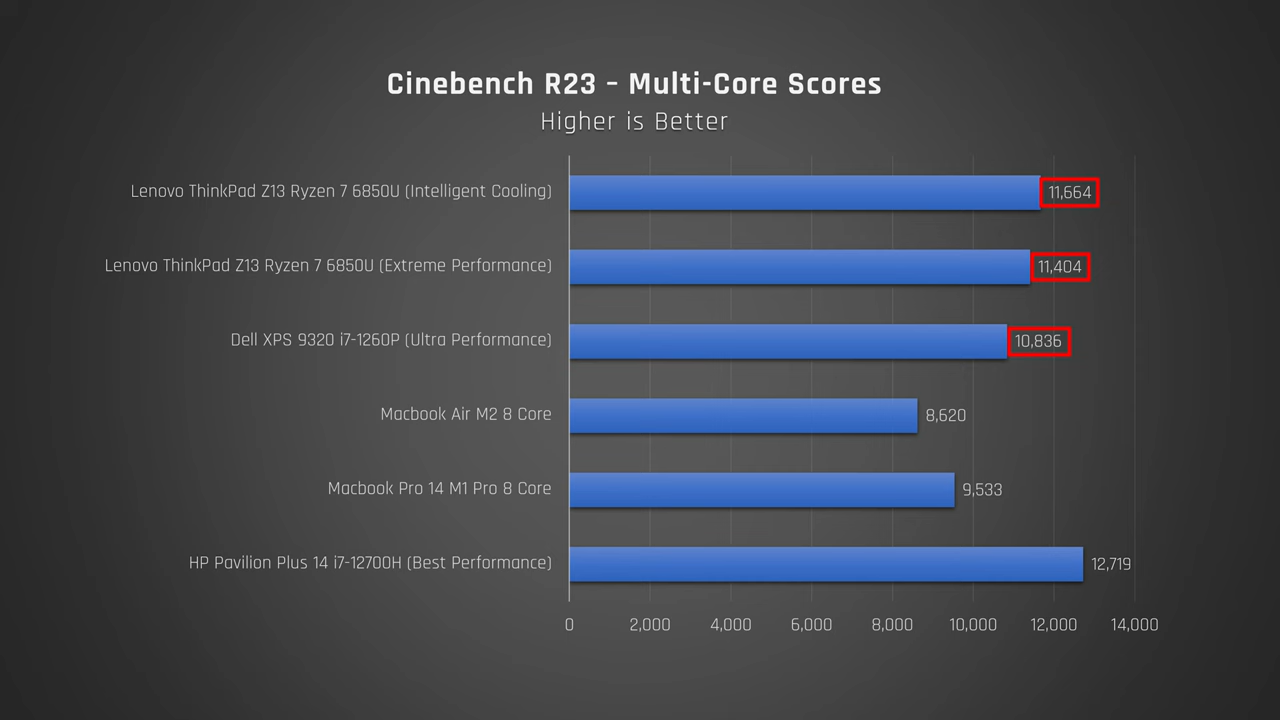 Cinebench R23 – Multi-Core Scores
Higher is Better
Lenovo ThinkPad Z13 Ryzen 7 6850U (Intelligent Cooling) 11,664
Lenovo ThinkPad Z13 Ryzen 7 6850U (Extreme Performance) 11,404
Dell XPS 9320 i7-1260P (Ultra Performance) 10,836
Macbook Air M2 8 Core 8,620
Macbook Pro 14 M1 Pro 8 Core 9,533
HP Pavilion Plus 14 i7-12700H (Best Performance) 12,719
0 2,000 4,000 6,000 8,000 10,000 12,000 14,000